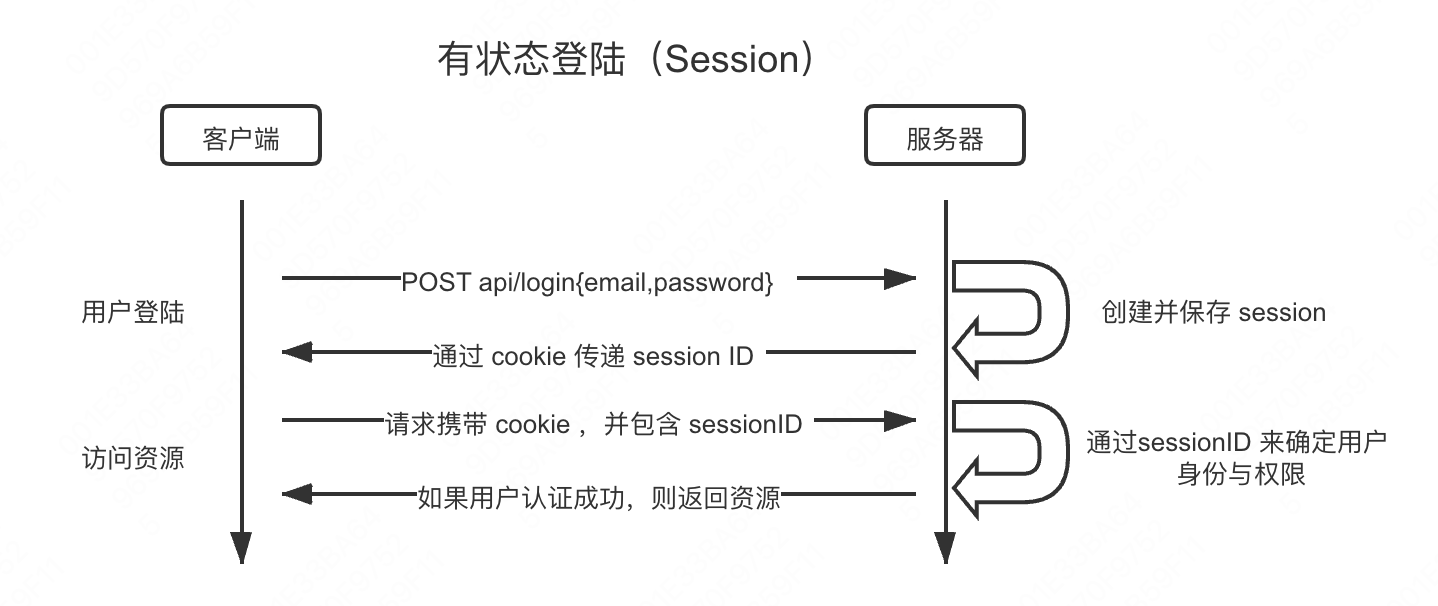 有状态登陆（Session）
客户端
服务器
POST api/login{email,password}
用户登陆
创建并保存 session
通过 cookie 传递 session ID
请求携带 cookie ，并包含 sessionID
访问资源
通过sessionID 来确定用户
身份与权限
如果用户认证成功，则返回资源